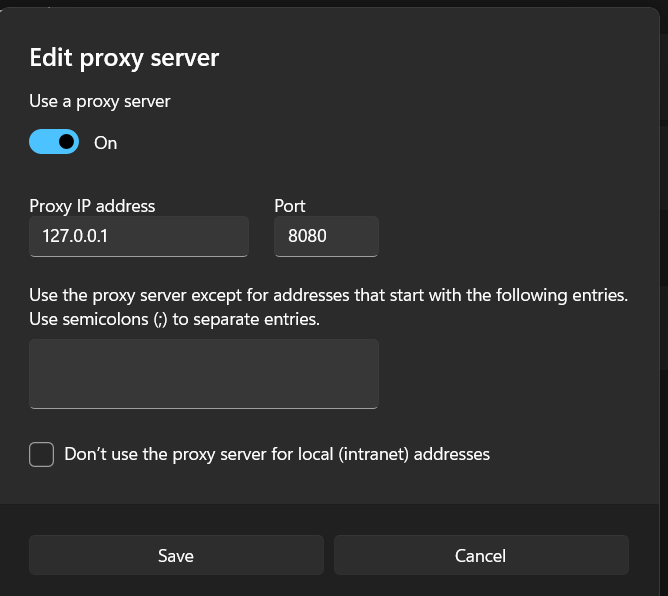 Edit proxy server
Use a proxy server
On
Proxy IP address
Port
127.0.0.1
8080
Use the proxy server except for addresses that start with the following entries.
Use semicolons (;) to separate entries.
Don't use the proxy server for local (intranet) addresses
Save
Cancel